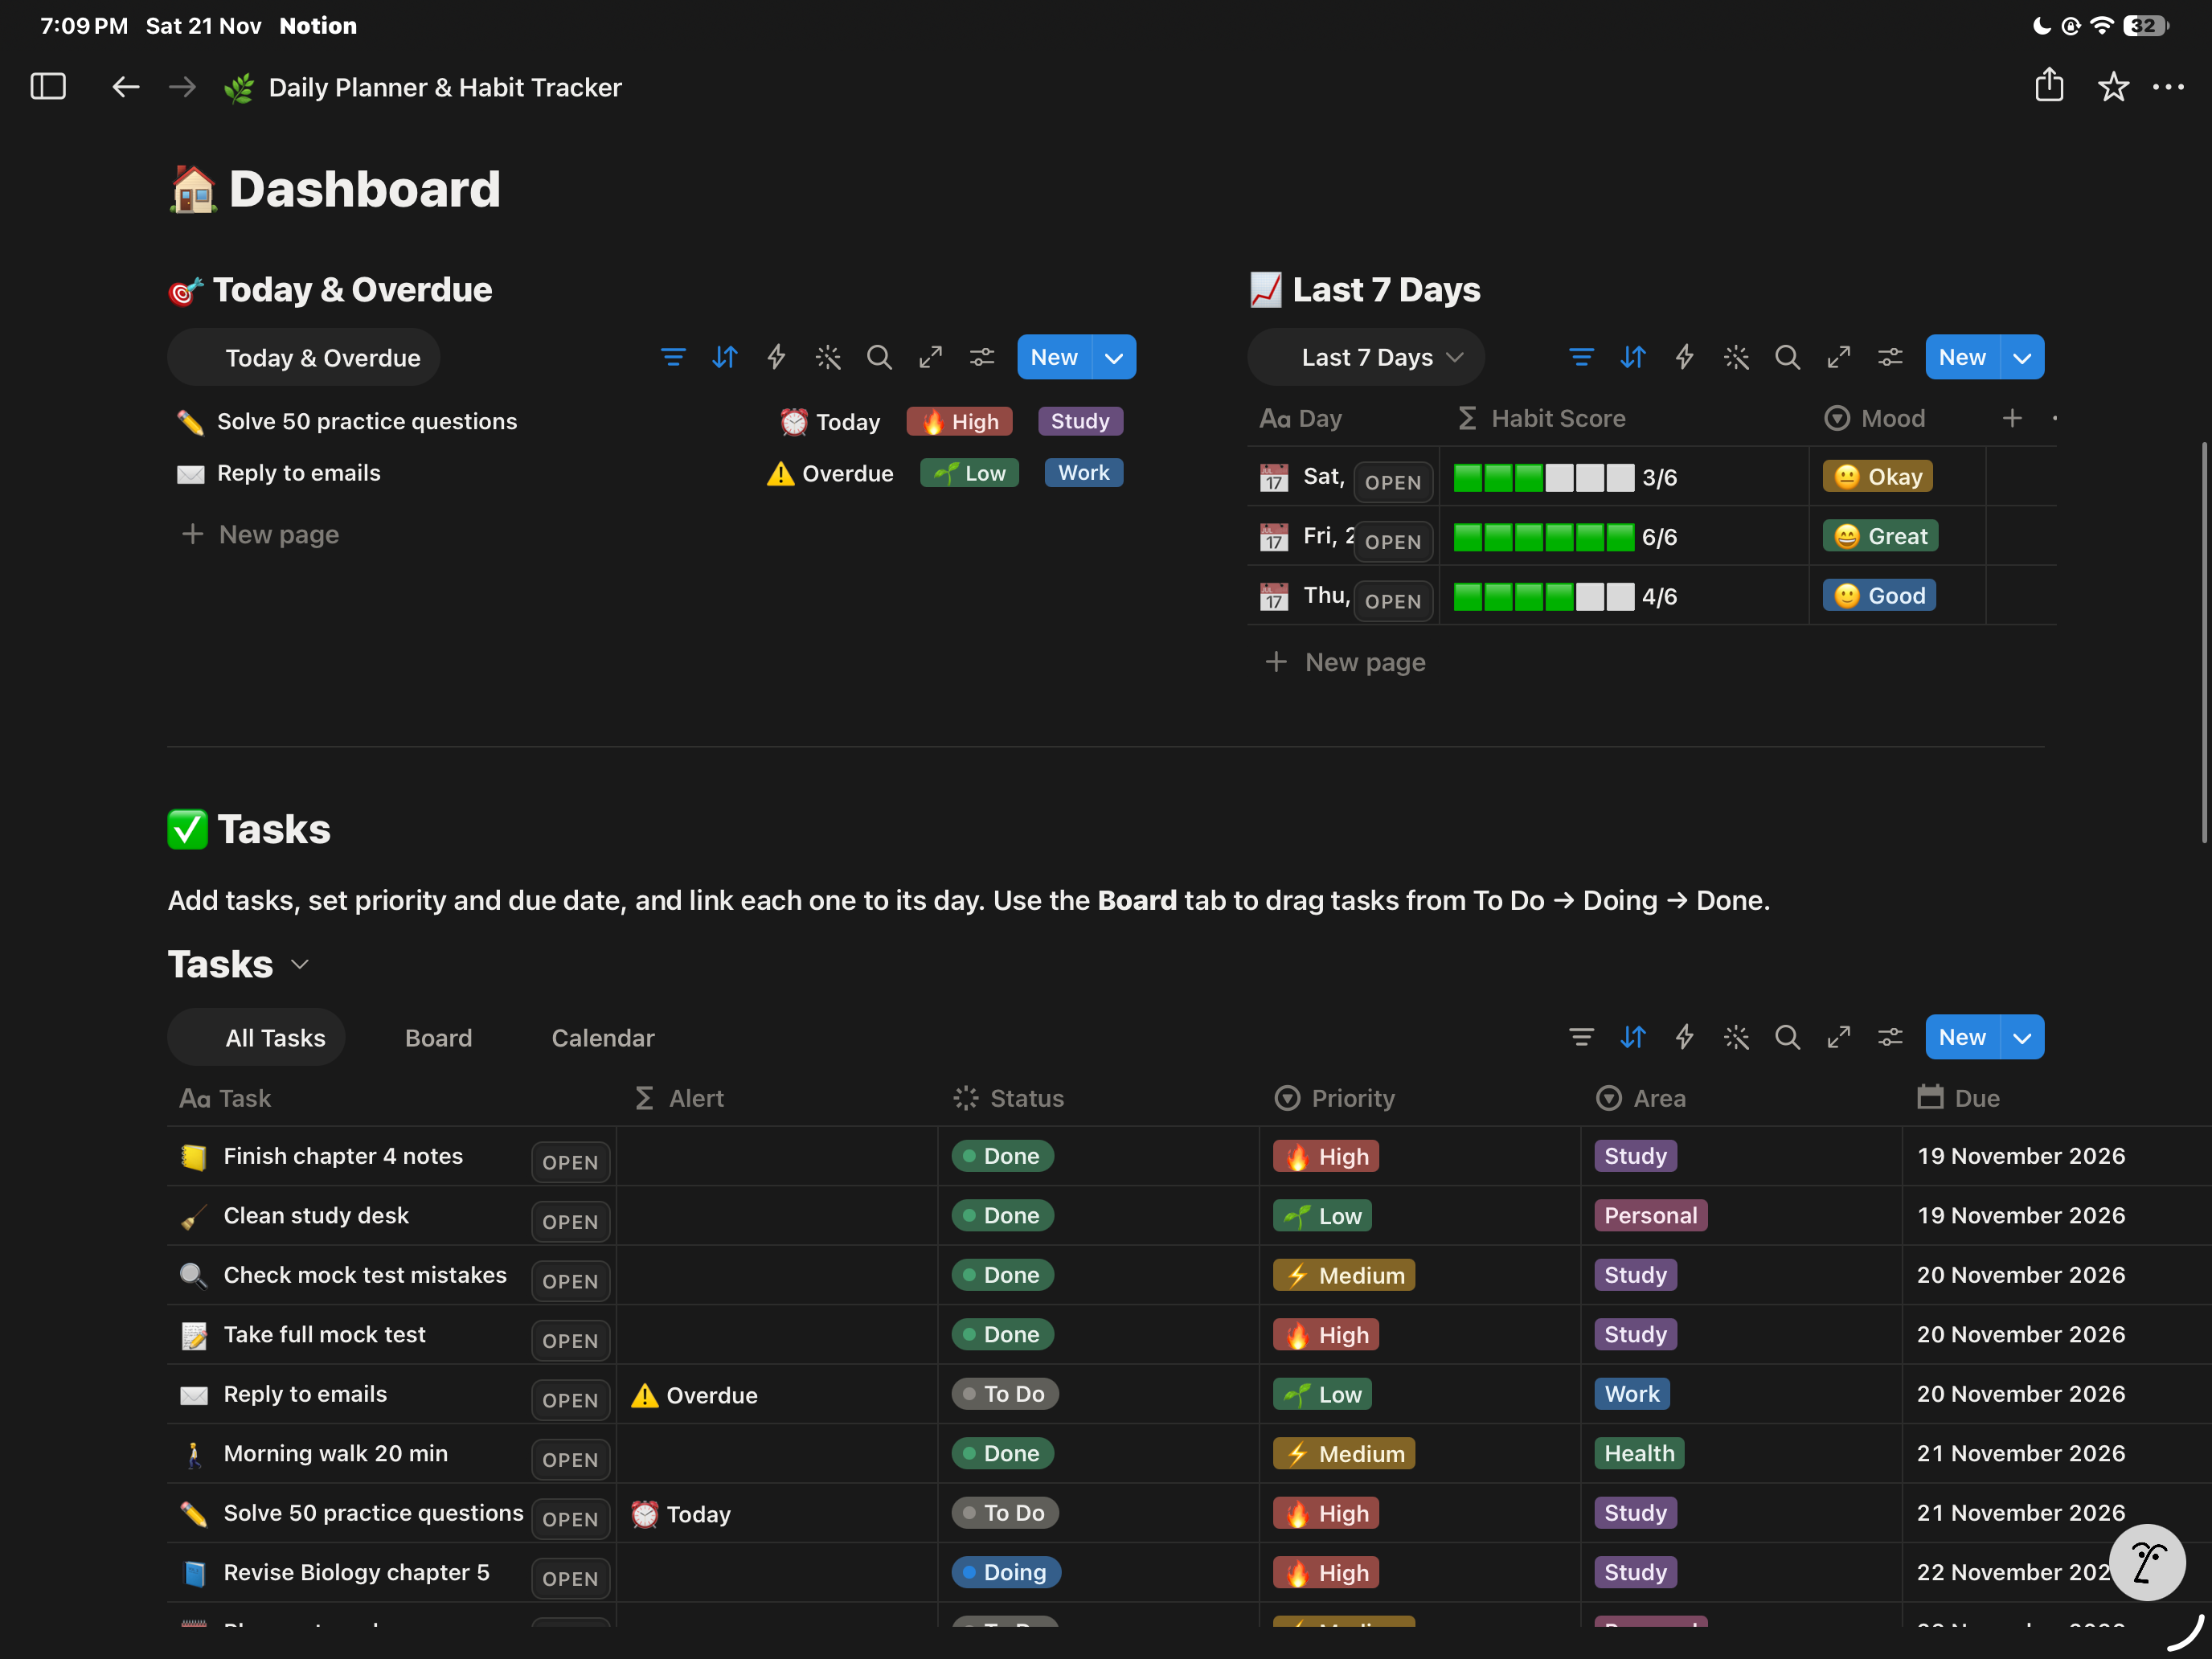 7:09 PM Sat 21 Nov Notion
32
Daily Planner & Habit Tracker
Dashboard
Today & Overdue
Today & Overdue
New
Solve 50 practice questions Today High Study
Reply to emails Overdue Low Work
New page
Last 7 Days
Last 7 Days
New
Aa Day Σ Habit Score Mood
JUL 17 Sat, OPEN 3/6 Okay
JUL 17 Fri, 2 OPEN 6/6 Great
JUL 17 Thu, OPEN 4/6 Good
New page
Tasks
Add tasks, set priority and due date, and link each one to its day. Use the Board tab to drag tasks from To Do → Doing → Done.
Tasks
All Tasks Board Calendar New
Aa Task Σ Alert Status Priority Area Due
Finish chapter 4 notes OPEN Done High Study 19 November 2026
Clean study desk OPEN Done Low Personal 19 November 2026
Check mock test mistakes OPEN Done Medium Study 20 November 2026
Take full mock test OPEN Done High Study 20 November 2026
Reply to emails OPEN Overdue To Do Low Work 20 November 2026
Morning walk 20 min OPEN Done Medium Health 21 November 2026
Solve 50 practice questions OPEN Today To Do High Study 21 November 2026
Revise Biology chapter 5 OPEN Doing High Study 22 November 202